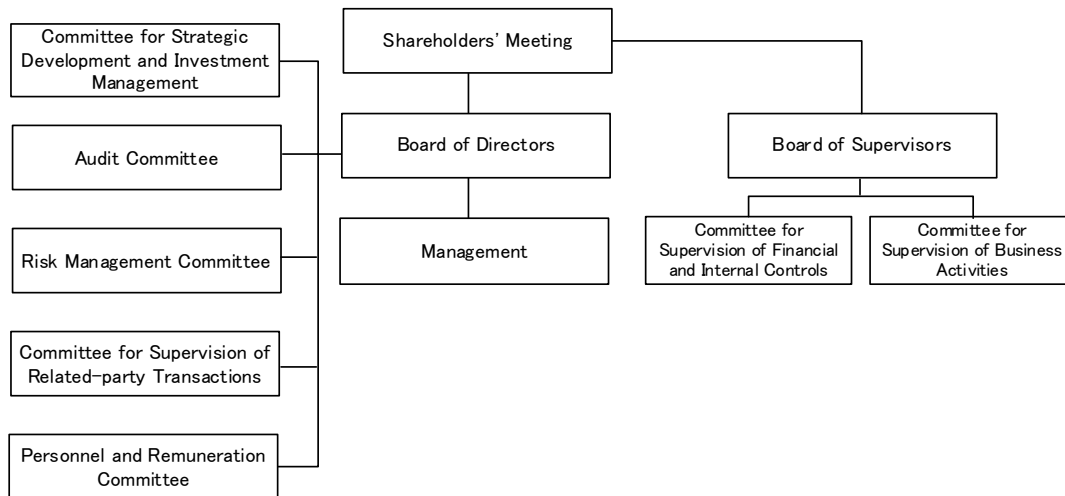 Committee for Strategic
Development and Investment
Management
Audit Committee
Risk Management Committee
Committee for Supervision of
Related-party Transactions
Personnel and Remuneration
Committee
Shareholders' Meeting
Board of Directors
Management
Board of Supervisors
Committee for
Supervision of Financial
and Internal Controls
Committee for
Supervision of Business
Activities